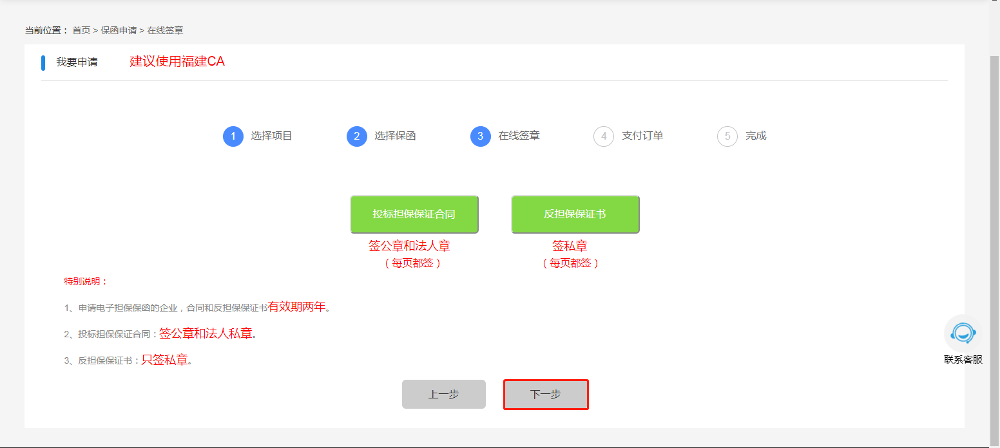 当前位置： 首页 > 保函申请 > 在线签章
我要申请 建议使用福建CA
1 选择项目 2 选择保函 3 在线签章 4 支付订单 5 完成
投标担保保证合同 反担保保证书
签公章和法人章 签私章
（每页都签） （每页都签）
特别说明：
1、申请电子担保保函的企业，合同和反担保保证书有效期两年。
2、投标担保保证合同：签公章和法人私章。
3、反担保保证书：只签私章。
联系客服
上一步 下一步